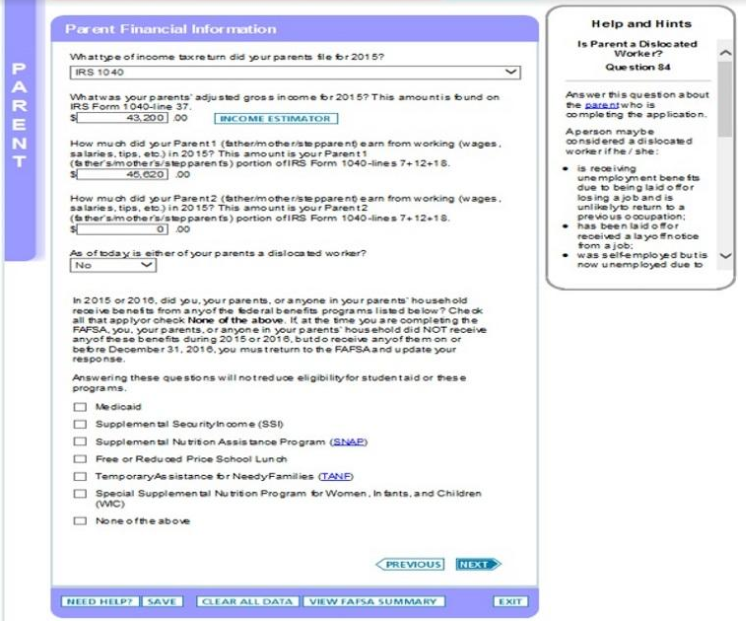 PARENT
Parent Financial Information
What type of income tax return did your parents file for 2015?
IRS 1040
What was your parents' adjusted gross income for 2015? This amount is found on
IRS Form 1040-line 37.
$ 43,200 .00 INCOME ESTIMATOR
How much did your Parent 1 (father/mother/stepparent) earn from working (wages,
salaries, tips, etc.) in 2015? This amount is your Parent 1
(father's/mother's/stepparents) portion of IRS Form 1040-lines 7+12+18.
$ 45,620 .00
How much did your Parent 2 (father/mother/stepparent) earn from working (wages,
salaries, tips, etc.) in 2015? This amount is your Parent 2
(father's/mother's/stepparents) portion of IRS Form 1040-lines 7+12+18.
$ 0 .00
As of today is either of your parents a dislocated worker?
No
In 2015 or 2016, did you, your parents, or anyone in your parents' household
receive benefits from any of the federal benefits programs listed below? Check
all that apply or check None of the above. If, at the time you are completing the
FAFSA, you, your parents, or anyone in your parents' household did NOT receive
any of these benefits during 2015 or 2016, but do receive any of them on or
before December 31, 2016, you must return to the FAFSA and update your
response.
Answering these questions will not reduce eligibility for student aid or these
programs.
Medicaid
Supplemental Security Income (SSI)
Supplemental Nutrition Assistance Program (SNAP)
Free or Reduced Price School Lunch
Temporary Assistance for Needy Families (TANF)
Special Supplemental Nutrition Program for Women, Infants, and Children
(WIC)
None of the above
PREVIOUS NEXT
NEED HELP? SAVE CLEAR ALL DATA VIEW FAFSA SUMMARY EXIT
Help and Hints
Is Parent a Dislocated
Worker?
Question 84
Answer this question about
the parent who is
completing the application.
A person may be
considered a dislocated
worker if he / she:
is receiving
unemployment benefits
due to being laid off or
losing a job and is
unlikely to return to a
previous occupation;
has been laid off or
received a layoff notice
from a job;
was self-employed but is
now unemployed due to